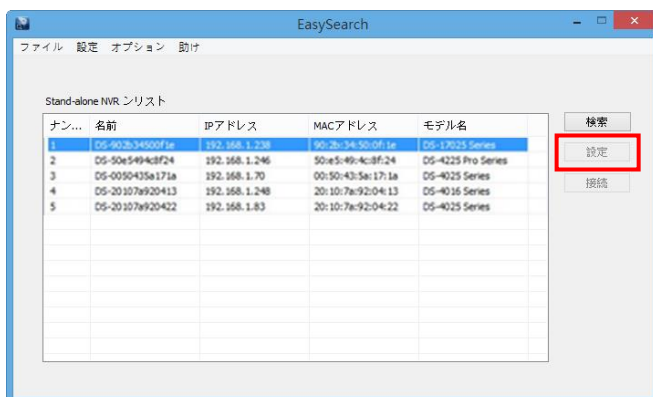 EasySearch
ファイル 設定 オプション 助け
Stand-alone NVR ンリスト
ナン... 名前 IPアドレス MACアドレス モデル名
1 DS-902b34500f1e 192.168.1.238 90:2b:34:50:0f:1e DS-17025 Series
2 DS-50e5494c8f24 192.168.1.246 50:e5:49:4c:8f:24 DS-4225 Pro Series
3 DS-0050435a171a 192.168.1.70 00:50:43:5a:17:1a DS-4025 Series
4 DS-20107a920413 192.168.1.248 20:10:7a:92:04:13 DS-4016 Series
5 DS-20107a920422 192.168.1.83 20:10:7a:92:04:22 DS-4025 Series
検索
設定
接続